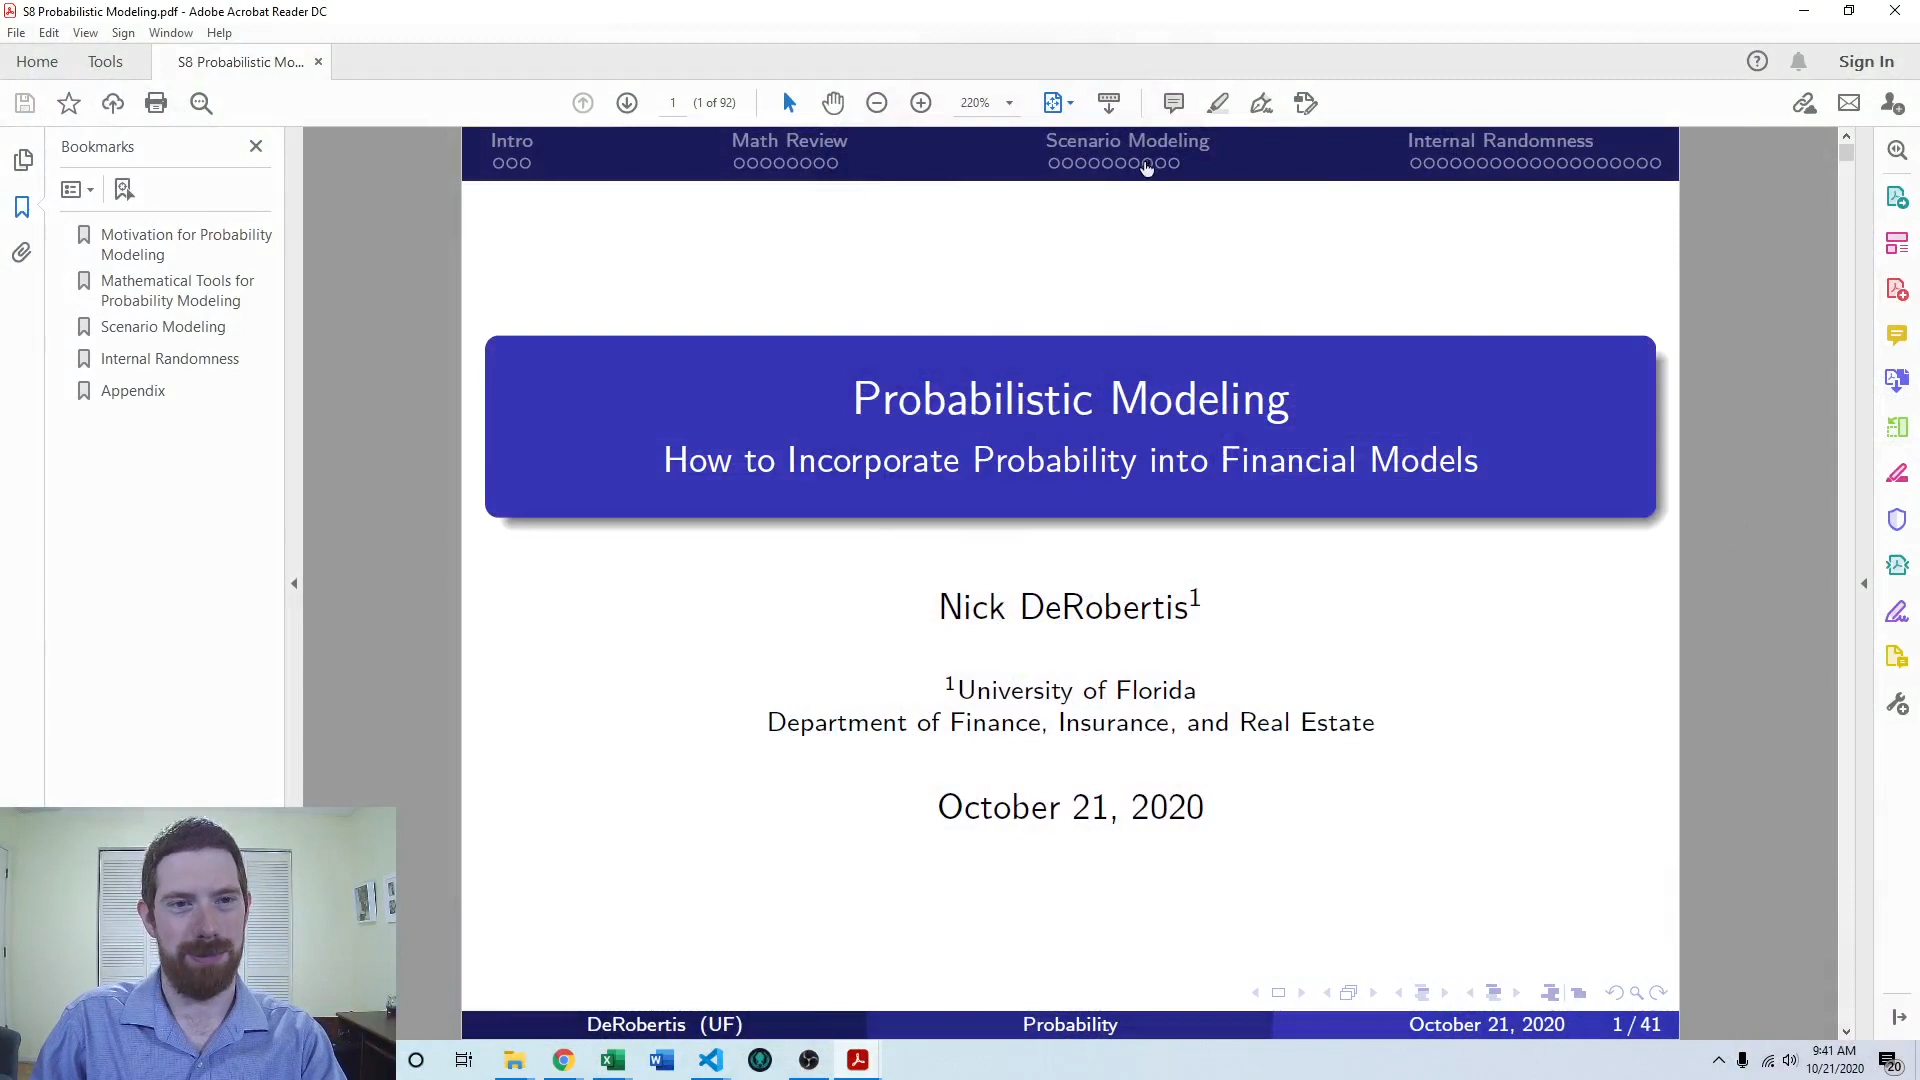 S8 Probabilistic Modeling.pdf - Adobe Acrobat Reader DC
File Edit View Sign Window Help
Home Tools S8 Probabilistic Mo... Sign In
1 (1 of 92) 220%
Bookmarks
Motivation for Probability
Modeling
Mathematical Tools for
Probability Modeling
Scenario Modeling
Internal Randomness
Appendix
Intro Math Review Scenario Modeling Internal Randomness
Probabilistic Modeling
How to Incorporate Probability into Financial Models
Nick DeRobertis1
1University of Florida
Department of Finance, Insurance, and Real Estate
October 21, 2020
DeRobertis (UF) Probability October 21, 2020 1 / 41
9:41 AM
10/21/2020
20